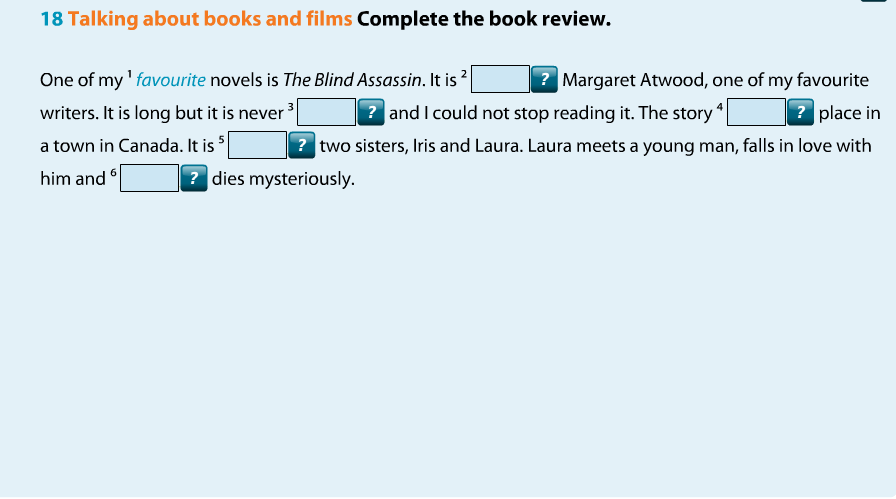 18 Talking about books and films Complete the book review.
One of my 1 favourite novels is The Blind Assassin. It is 2 ? Margaret Atwood, one of my favourite
writers. It is long but it is never 3 ? and I could not stop reading it. The story 4 ? place in
a town in Canada. It is 5 ? two sisters, Iris and Laura. Laura meets a young man, falls in love with
him and 6 ? dies mysteriously.